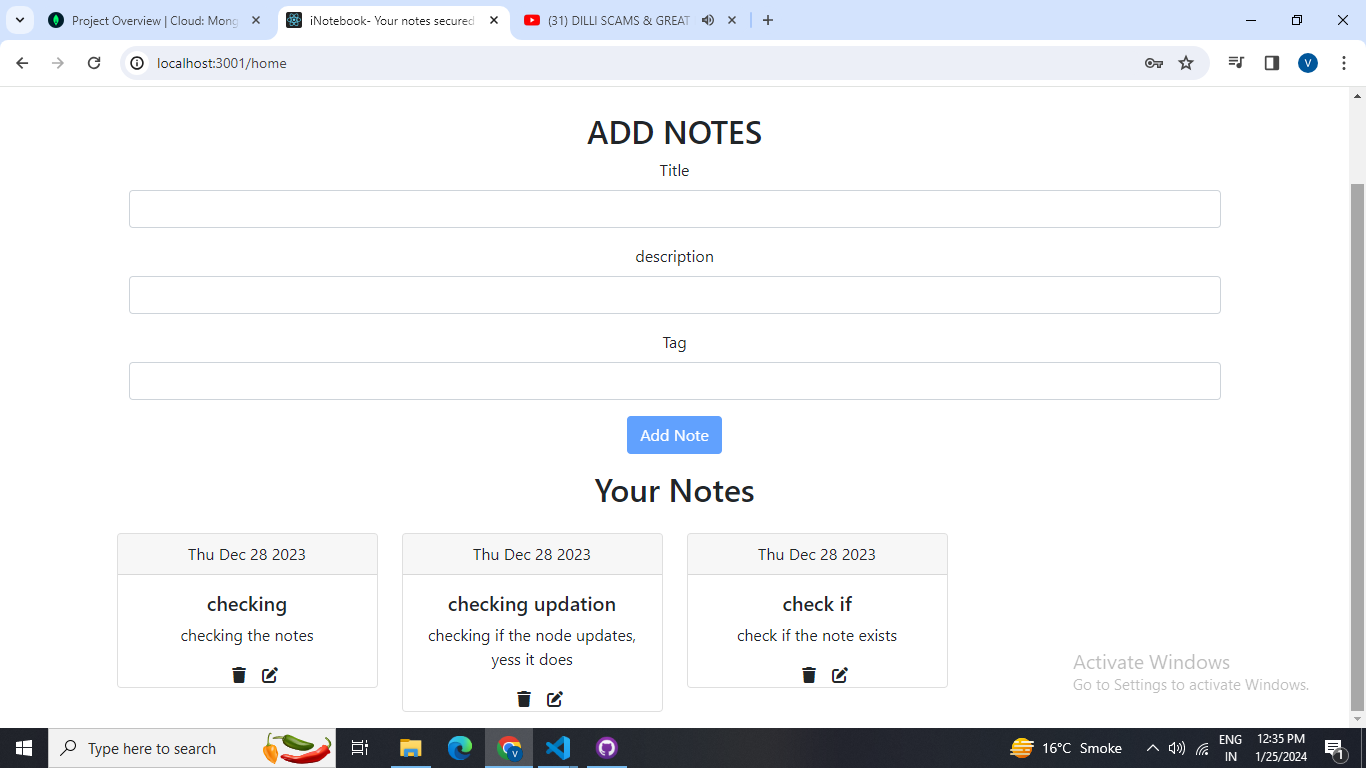 Project Overview | Cloud: Mong
iNotebook- Your notes secured
(31) DILLI SCAMS & GREAT
localhost:3001/home
V
ADD NOTES
Title
description
Tag
Add Note
Your Notes
Thu Dec 28 2023
checking
checking the notes
Thu Dec 28 2023
checking updation
checking if the node updates,
yess it does
Thu Dec 28 2023
check if
check if the note exists
Activate Windows
Go to Settings to activate Windows.
Type here to search
V
16°C Smoke
ENG
IN
12:35 PM
1/25/2024
1